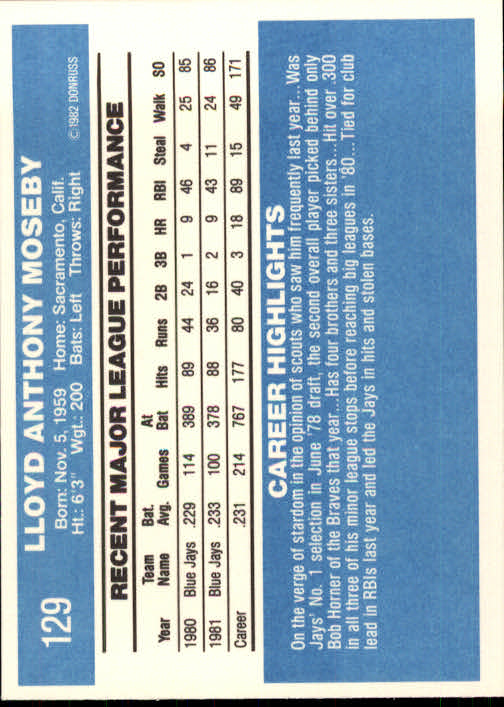 129
LLOYD ANTHONY MOSEBY
Born: Nov. 5, 1959 Home: Sacramento, Calif.
Ht.: 6'3" Wgt.: 200 Bats: Left Throws: Right
©1982 DONRUSS
RECENT MAJOR LEAGUE PERFORMANCE
Year Team Name Bat. Avg. Games At Bat Hits Runs 2B 3B HR RBI Steal Walk SO
1980 Blue Jays .229 114 389 89 44 24 1 9 46 4 25 85
1981 Blue Jays .233 100 378 88 36 16 2 9 43 11 24 86
Career .231 214 767 177 80 40 3 18 89 15 49 171
CAREER HIGHLIGHTS
On the verge of stardom in the opinion of scouts who saw him frequently last year...Was
Jays' No. 1 selection in June '78 draft, the second overall player picked behind only
Bob Horner of the Braves that year...Has four brothers and three sisters...Hit over .300
in all three of his minor league stops before reaching big leagues in '80...Tied for club
lead in RBIs last year and led the Jays in hits and stolen bases.